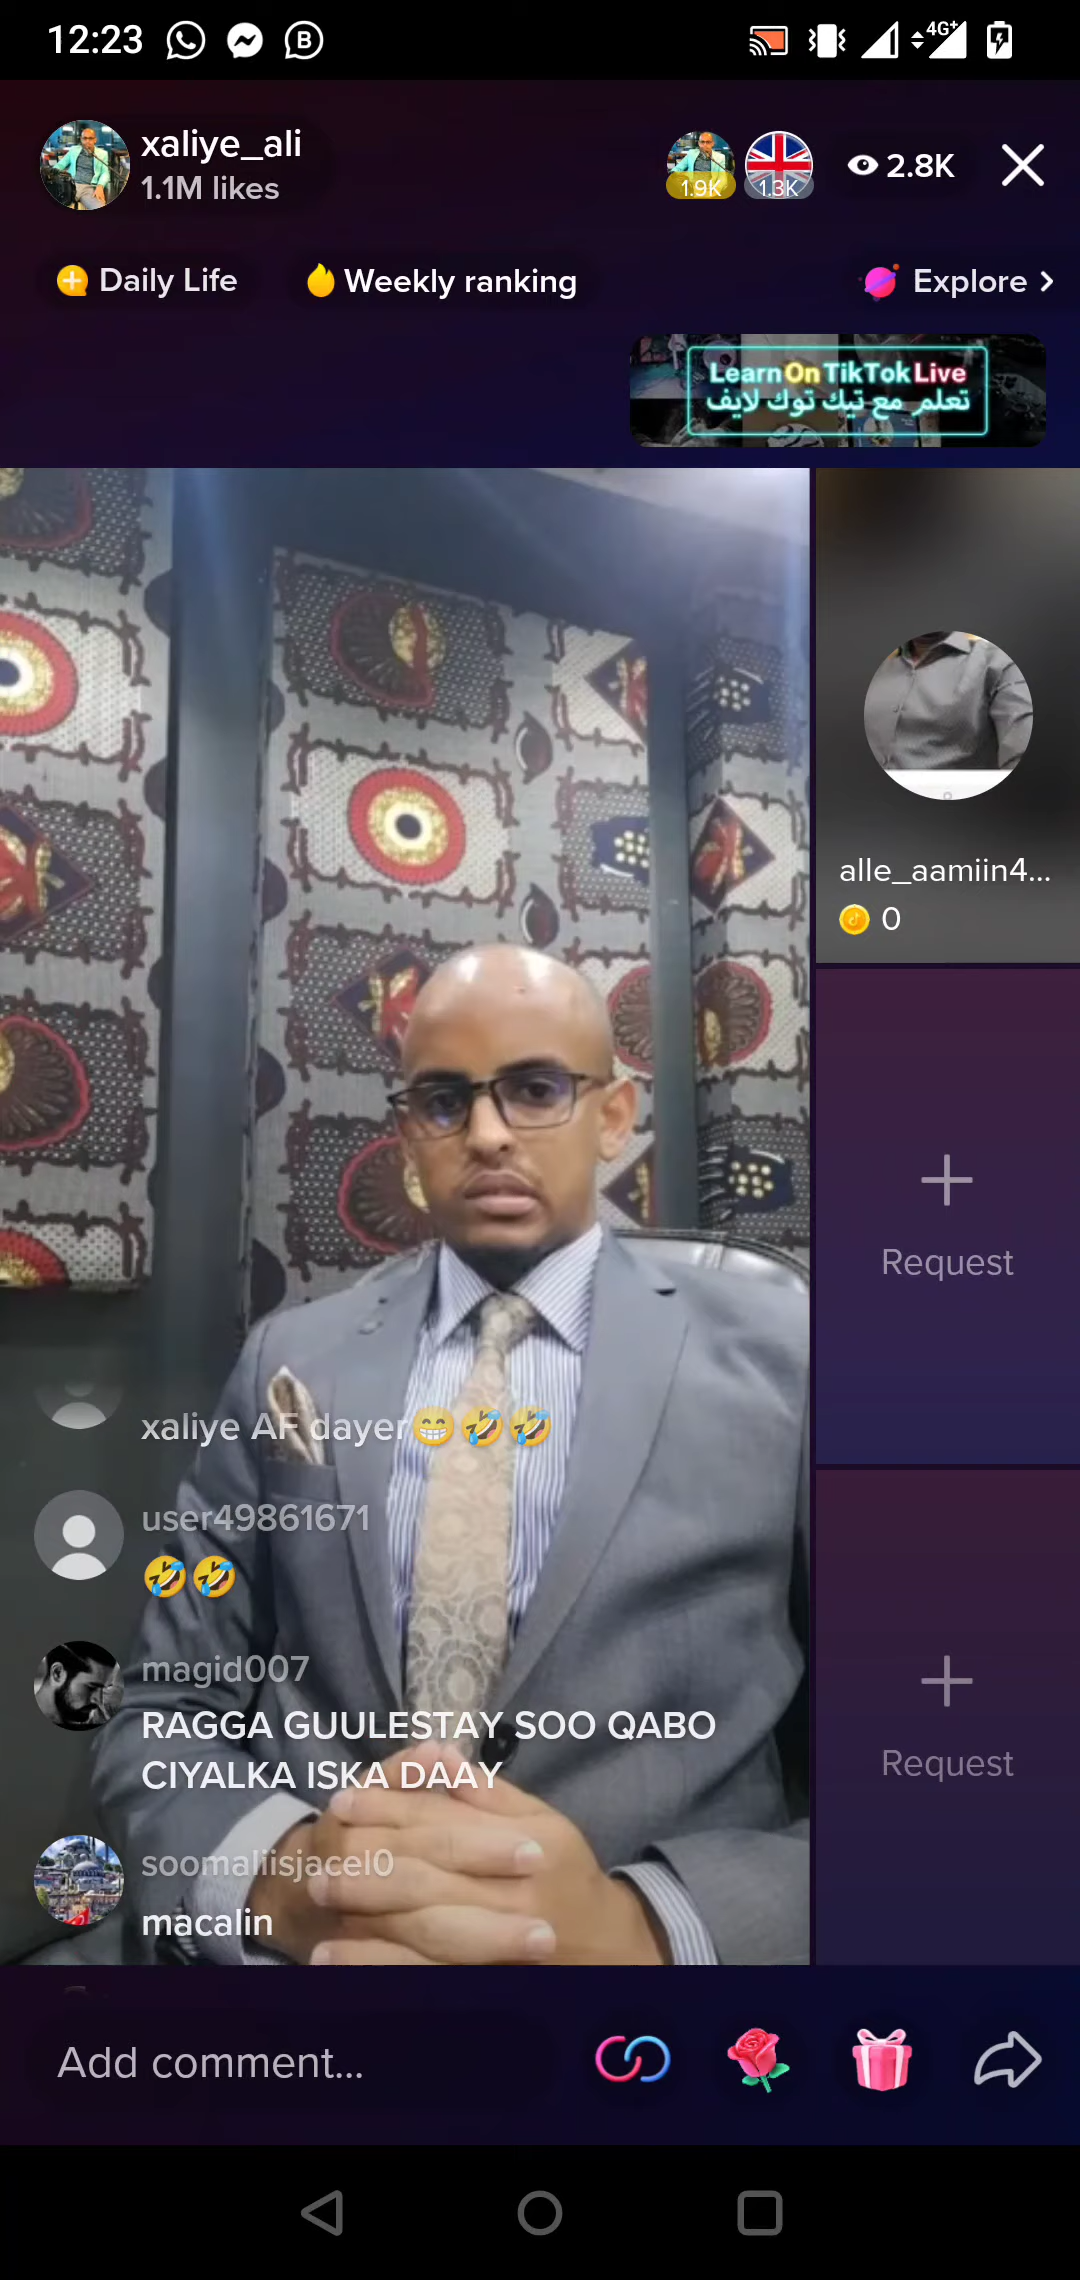 12:23
4G+
xaliye_ali
1.1M likes
1.9K
1.3K
2.8K
Daily Life
Weekly ranking
Explore
Learn On TikTok Live
تعلم مع تيك توك لايف
alle_aamiin4...
0
Request
Request
xaliye AF dayer😁🤣🤣
user49861671
🤣🤣
magid007
RAGGA GUULESTAY SOO QABO
CIYALKA ISKA DAAY
soomaliisjacel0
macalin
Add comment...